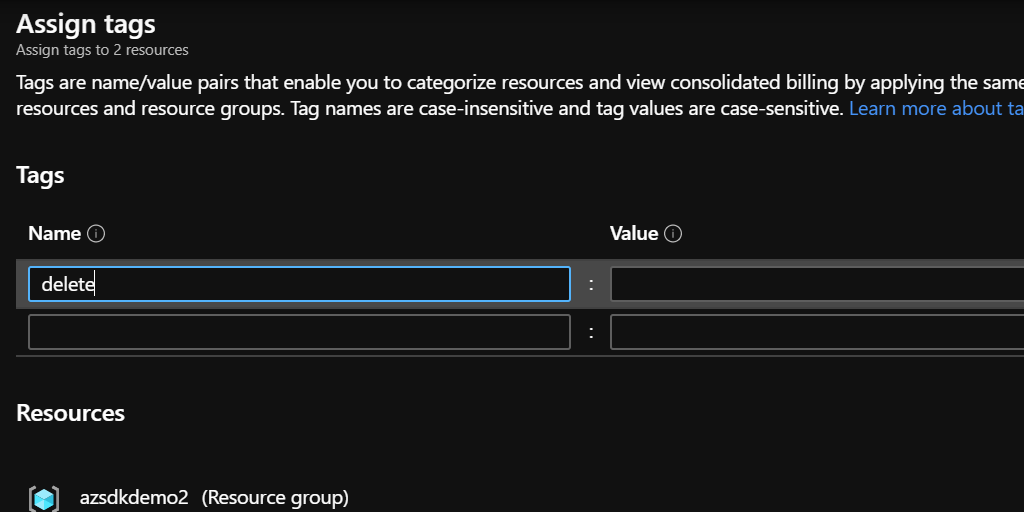 Assign tags
Assign tags to 2 resources
Tags are name/value pairs that enable you to categorize resources and view consolidated billing by applying the same
resources and resource groups. Tag names are case-insensitive and tag values are case-sensitive. Learn more about ta
Tags
Name Value
delete :
:
Resources
azsdkdemo2 (Resource group)